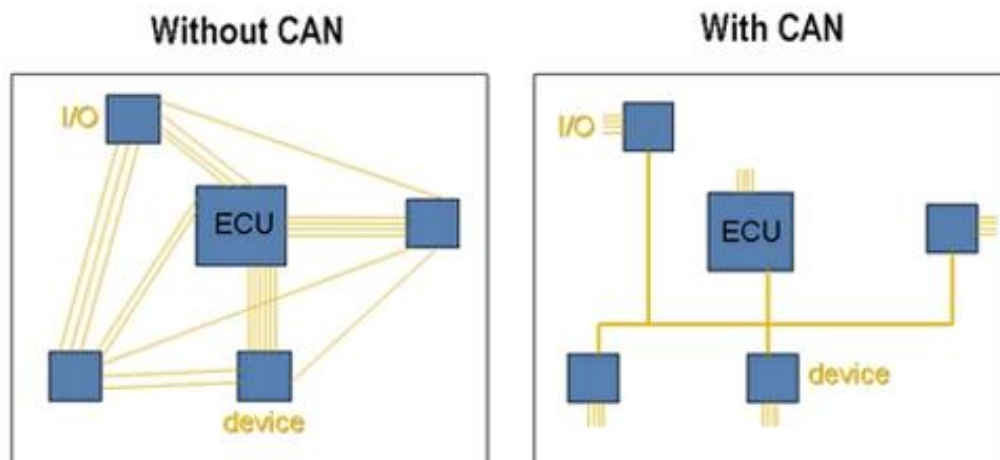 Without CAN
With CAN
I/O
ECU
device
I/O
ECU
device